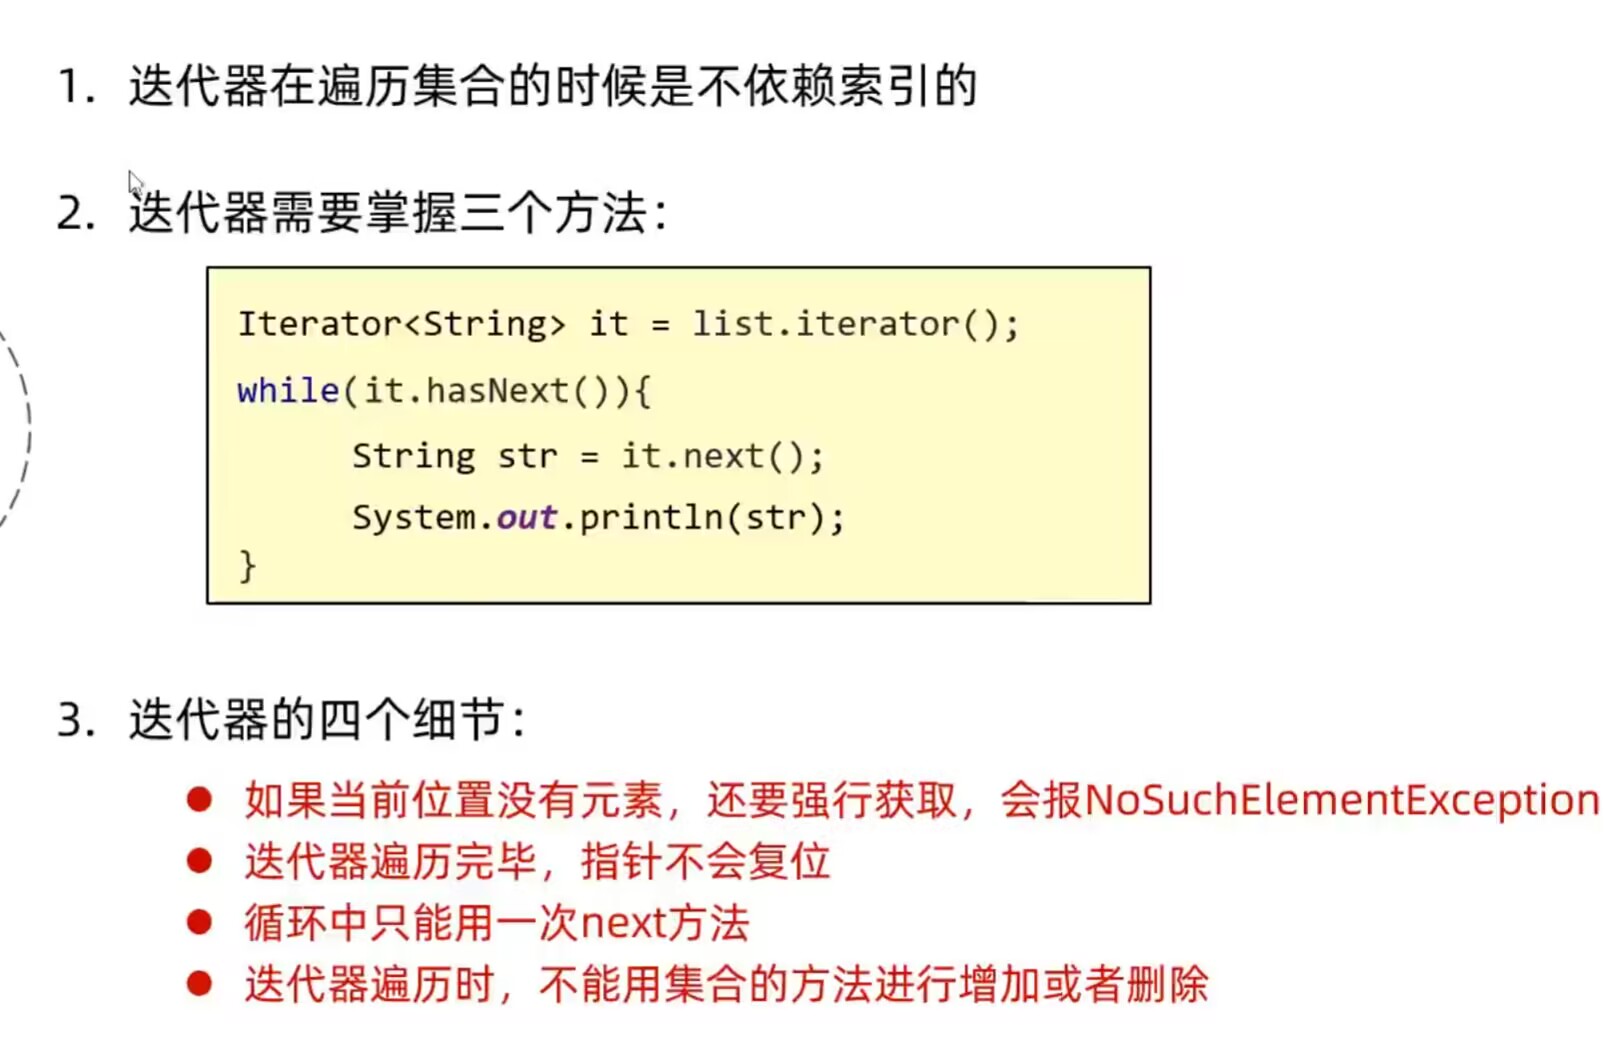 1. 迭代器在遍历集合的时候是不依赖索引的
2. 迭代器需要掌握三个方法：
Iterator<String> it = list.iterator();
while(it.hasNext()){
String str = it.next();
System.out.println(str);
}
3. 迭代器的四个细节：
● 如果当前位置没有元素，还要强行获取，会报NoSuchElementException
● 迭代器遍历完毕，指针不会复位
● 循环中只能用一次next方法
● 迭代器遍历时，不能用集合的方法进行增加或者删除